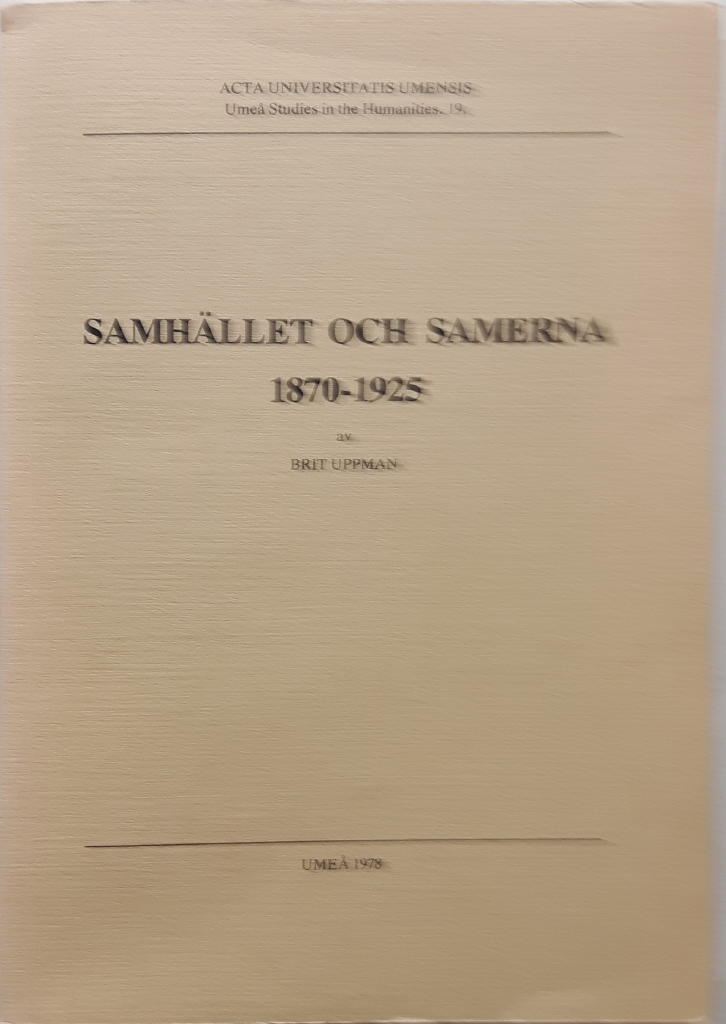 ACTA UNIVERSITATIS UMENSIS
Umeå Studies in the Humanities. 19.
SAMHÄLLET OCH SAMERNA
1870-1925
av
BRIT UPPMAN
UMEÅ 1978